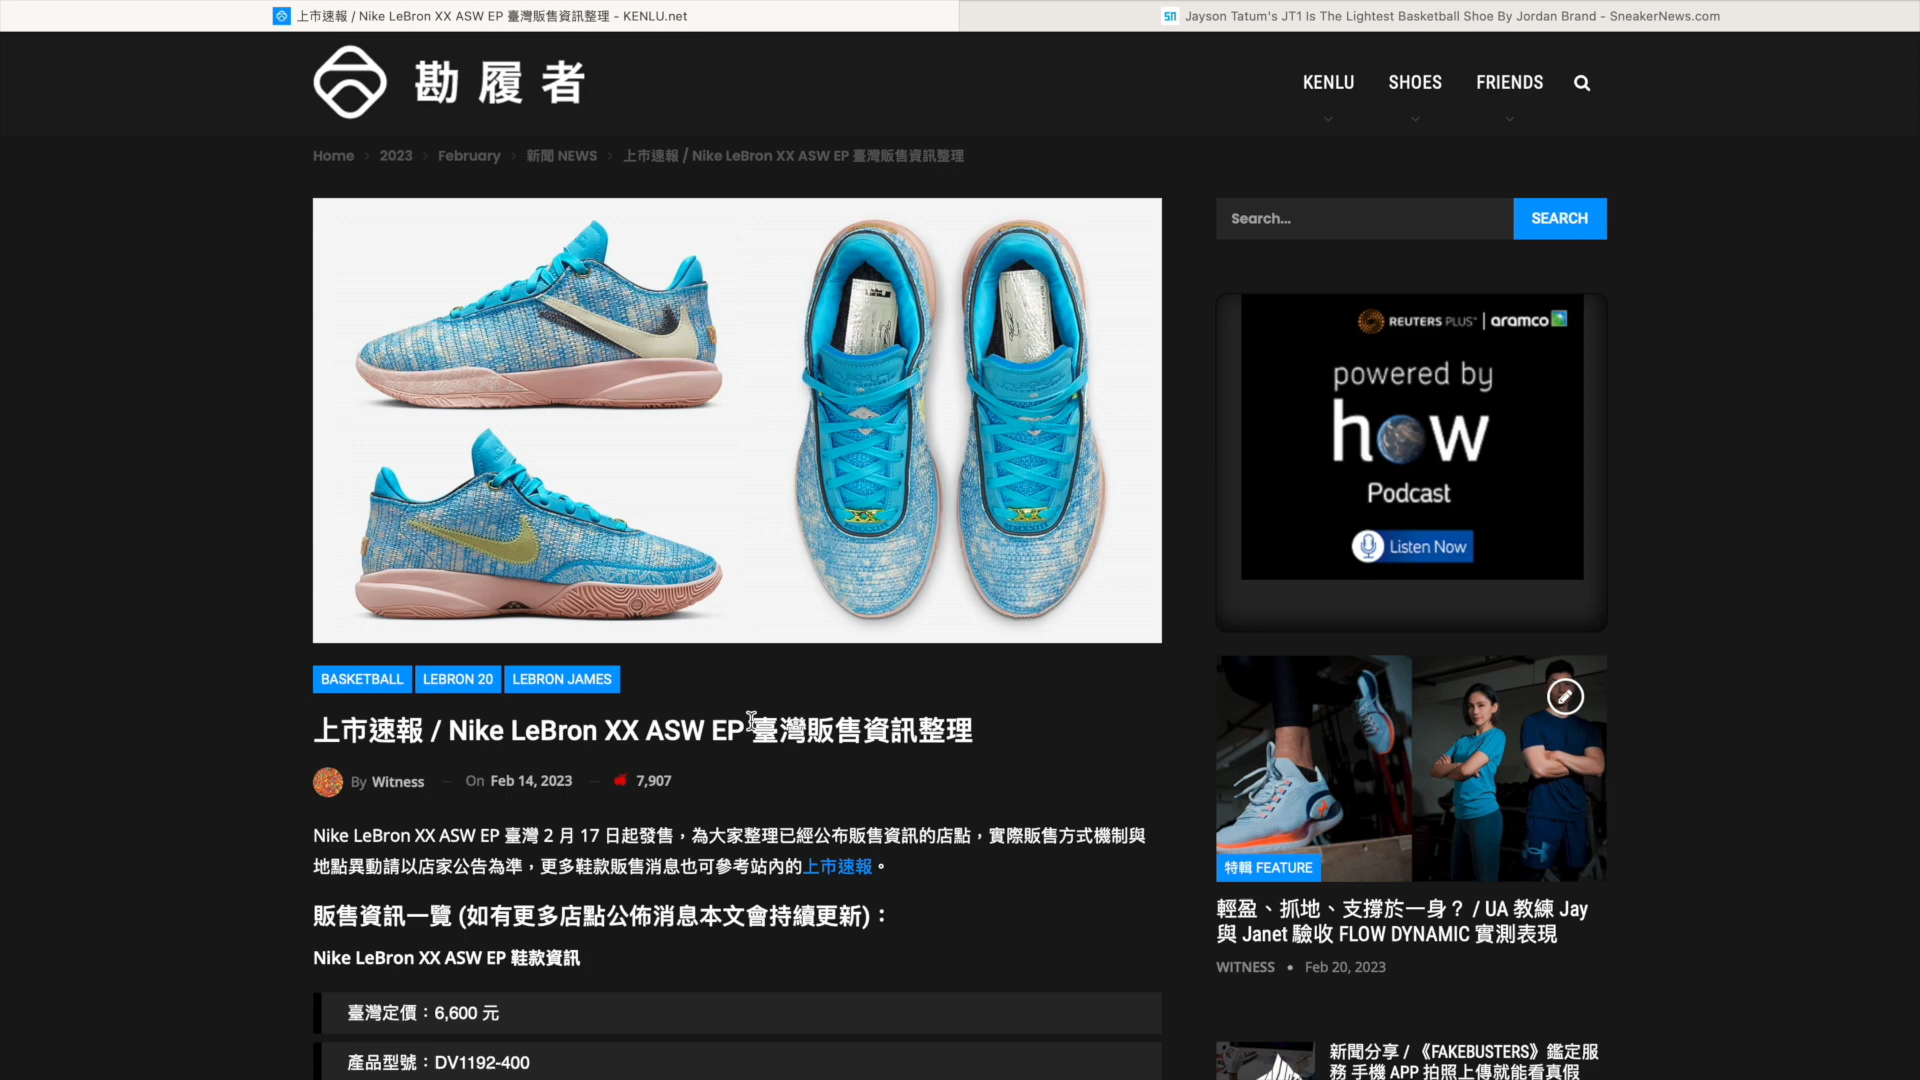 上市速報 / Nike LeBron XX ASW EP 臺灣販售資訊整理 - KENLU.net
Jayson Tatum's JT1 Is The Lightest Basketball Shoe By Jordan Brand - SneakerNews.com
勘履者
KENLU SHOES FRIENDS
Home > 2023 > February > 新聞 NEWS > 上市速報 / Nike LeBron XX ASW EP 臺灣販售資訊整理
Search...
SEARCH
REUTERS PLUS | aramco
powered by
how
Podcast
Listen Now
BASKETBALL LEBRON 20 LEBRON JAMES
上市速報 / Nike LeBron XX ASW EP 臺灣販售資訊整理
By Witness — On Feb 14, 2023 — 7,907
Nike LeBron XX ASW EP 臺灣 2 月 17 日起發售，為大家整理已經公布販售資訊的店點，實際販售方式機制與
地點異動請以店家公告為準，更多鞋款販售消息也可參考站內的上市速報。
販售資訊一覽 (如有更多店點公佈消息本文會持續更新)：
Nike LeBron XX ASW EP 鞋款資訊
臺灣定價：6,600 元
產品型號：DV1192-400
特輯 FEATURE
輕盈、抓地、支撐於一身？ / UA 教練 Jay
與 Janet 驗收 FLOW DYNAMIC 實測表現
WITNESS • Feb 20, 2023
新聞分享 / 《FAKEBUSTERS》鑑定服
務 手機 APP 拍照上傳就能看真假